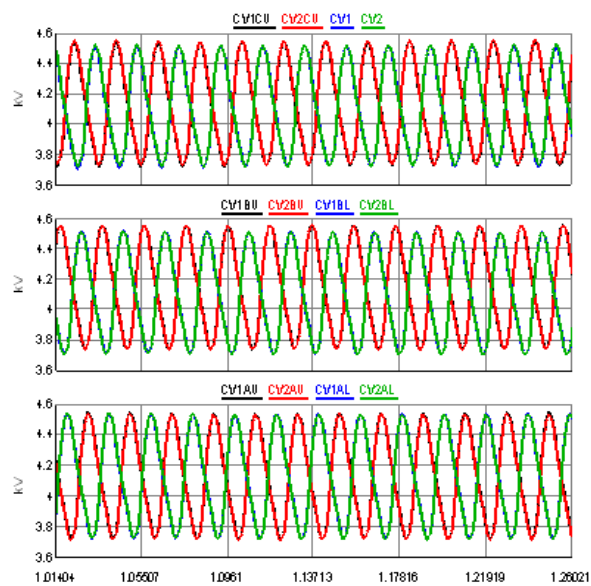 CV1CU CV2CU CV1 CV2
4.6
4.4
4.2
kV
4
3.8
3.6
CV1BU CV2BU CV1BL CV2BL
4.6
4.4
4.2
kV
4
3.8
3.6
CV1AU CV2AU CV1AL CV2AL
4.6
4.4
4.2
kV
4
3.8
3.6
1.01404 1.05507 1.0961 1.13713 1.17816 1.21919 1.26021